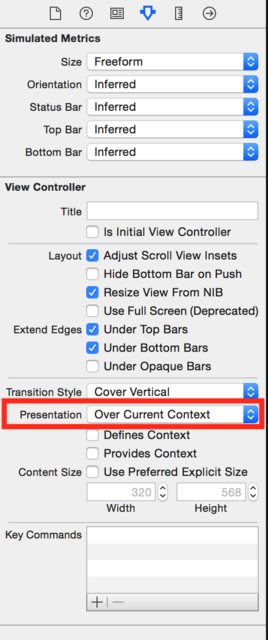 Simulated Metrics
Size Freeform
Orientation Inferred
Status Bar Inferred
Top Bar Inferred
Bottom Bar Inferred
View Controller
Title
Is Initial View Controller
Layout Adjust Scroll View Insets
Hide Bottom Bar on Push
Resize View From NIB
Use Full Screen (Deprecated)
Extend Edges Under Top Bars
Under Bottom Bars
Under Opaque Bars
Transition Style Cover Vertical
Presentation Over Current Context
Defines Context
Provides Context
Content Size Use Preferred Explicit Size
320 568
Width Height
Key Commands